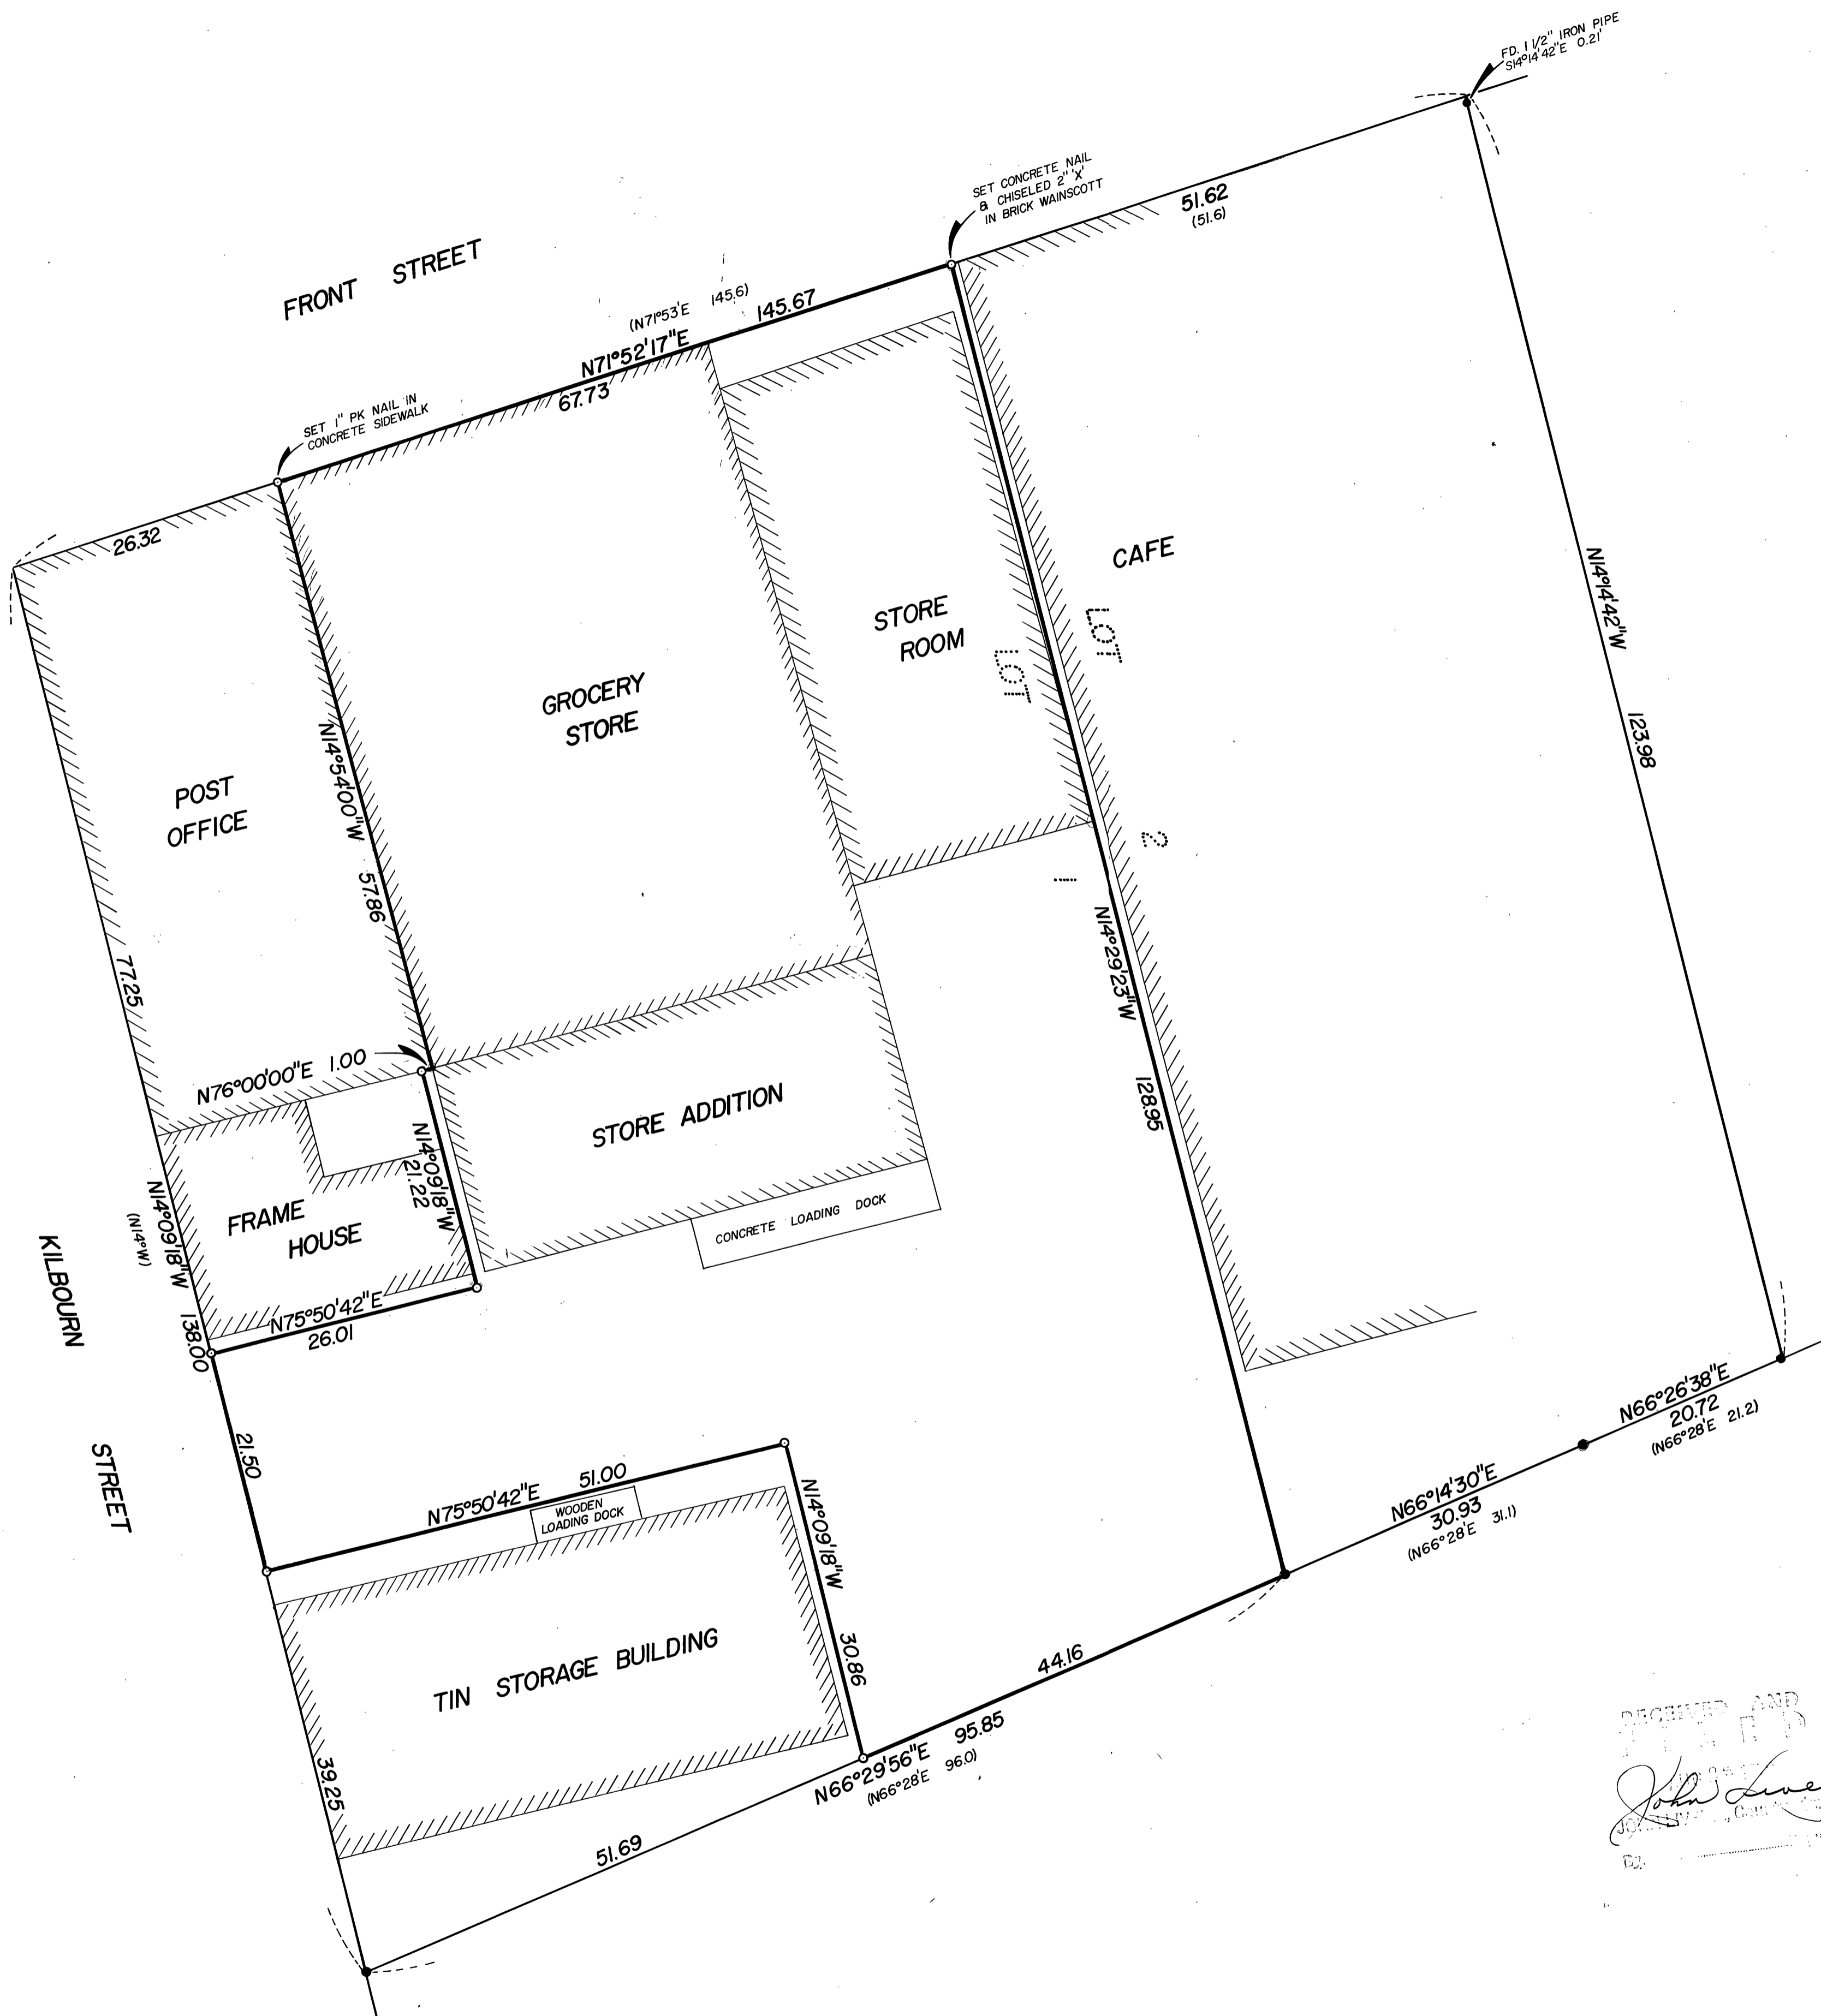 FD. 1 1/2" IRON PIPE
S14°14'42"E 0.21'
SET CONCRETE NAIL
& CHISELED 2" 'X'
IN BRICK WAINSCOTT
51.62
(51.6)
FRONT STREET
(N71°53'E 145.6)
N71°52'17"E 145.67
67.73
SET 1" PK NAIL IN
CONCRETE SIDEWALK
26.32
CAFE
LOT
2
N14°14'42"W 123.98
STORE
ROOM
LOT
1
GROCERY
STORE
N14°54'00"W 57.86
POST
OFFICE
77.25
N14°29'23"W 128.95
N76°00'00"E 1.00
STORE ADDITION
N14°09'18"W
21.22
CONCRETE LOADING DOCK
FRAME
HOUSE
N14°09'18"W 138.00
(N14°W)
KILBOURN STREET
N75°50'42"E
26.01
21.50
N75°50'42"E 51.00
WOODEN
LOADING DOCK
N14°09'18"W 30.86
N66°26'38"E
20.72
(N66°28'E 21.2)
N66°14'30"E
30.93
(N66°28'E 31.1)
TIN STORAGE BUILDING
44.16
N66°29'56"E 95.85
(N66°28'E 96.0)
39.25
51.69
RECEIVED AND
FILED
John